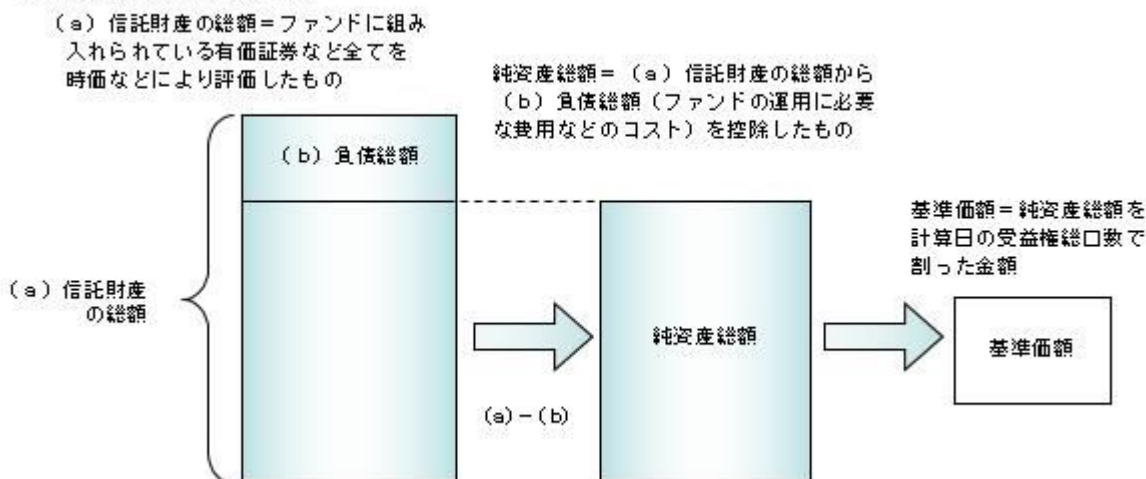 （a）信託財産の総額＝ファンドに組み
入れられている有価証券など全てを
時価などにより評価したもの
純資産総額＝（a）信託財産の総額から
（b）負債総額（ファンドの運用に必要
な費用などのコスト）を控除したもの
（b）負債総額
基準価額＝純資産総額を
計算日の受益権総口数で
割った金額
（a）信託財産
の総額
純資産総額
基準価額
（a）－（b）